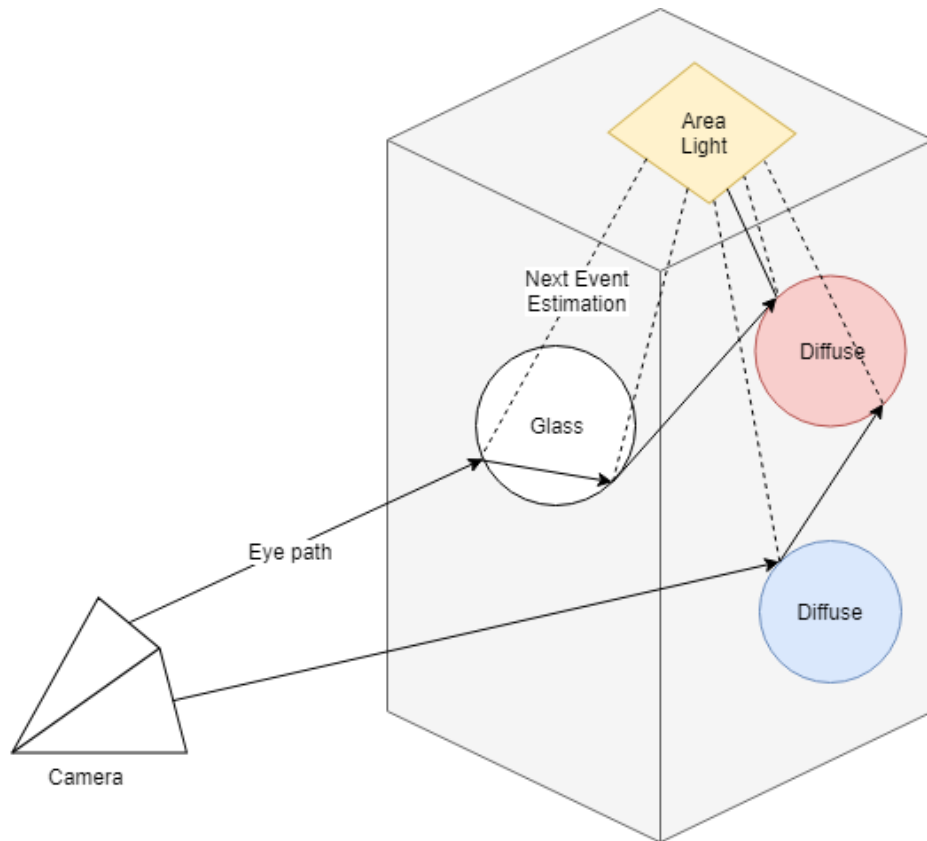 Area
Light
Next Event
Estimation
Diffuse
Glass
Eye path
Diffuse
Camera